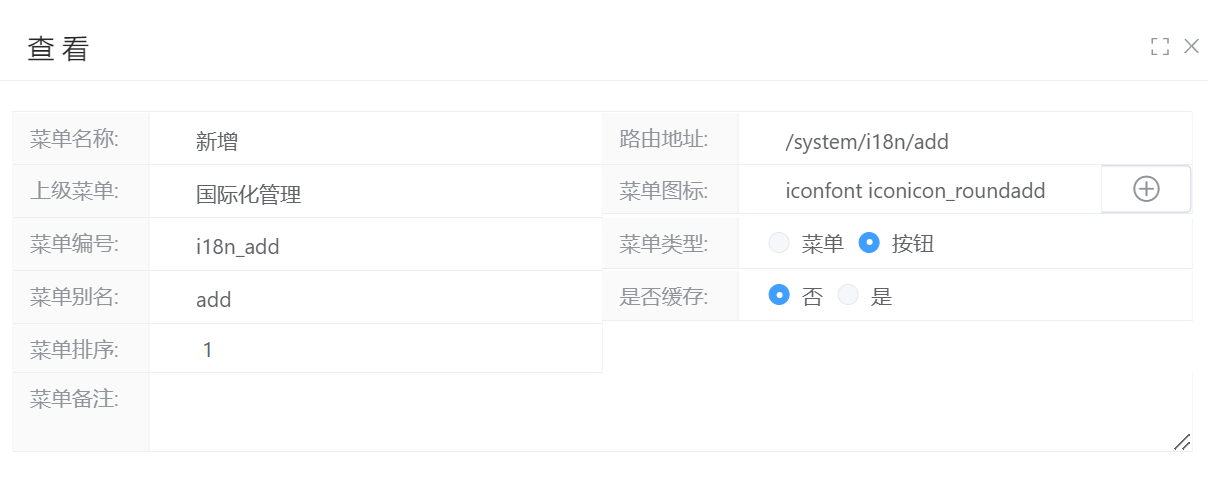 查看
菜单名称: 新增 路由地址: /system/i18n/add
上级菜单: 国际化管理 菜单图标: iconfont iconicon_roundadd
菜单编号: i18n_add 菜单类型: 菜单 按钮
菜单别名: add 是否缓存: 否 是
菜单排序: 1
菜单备注: